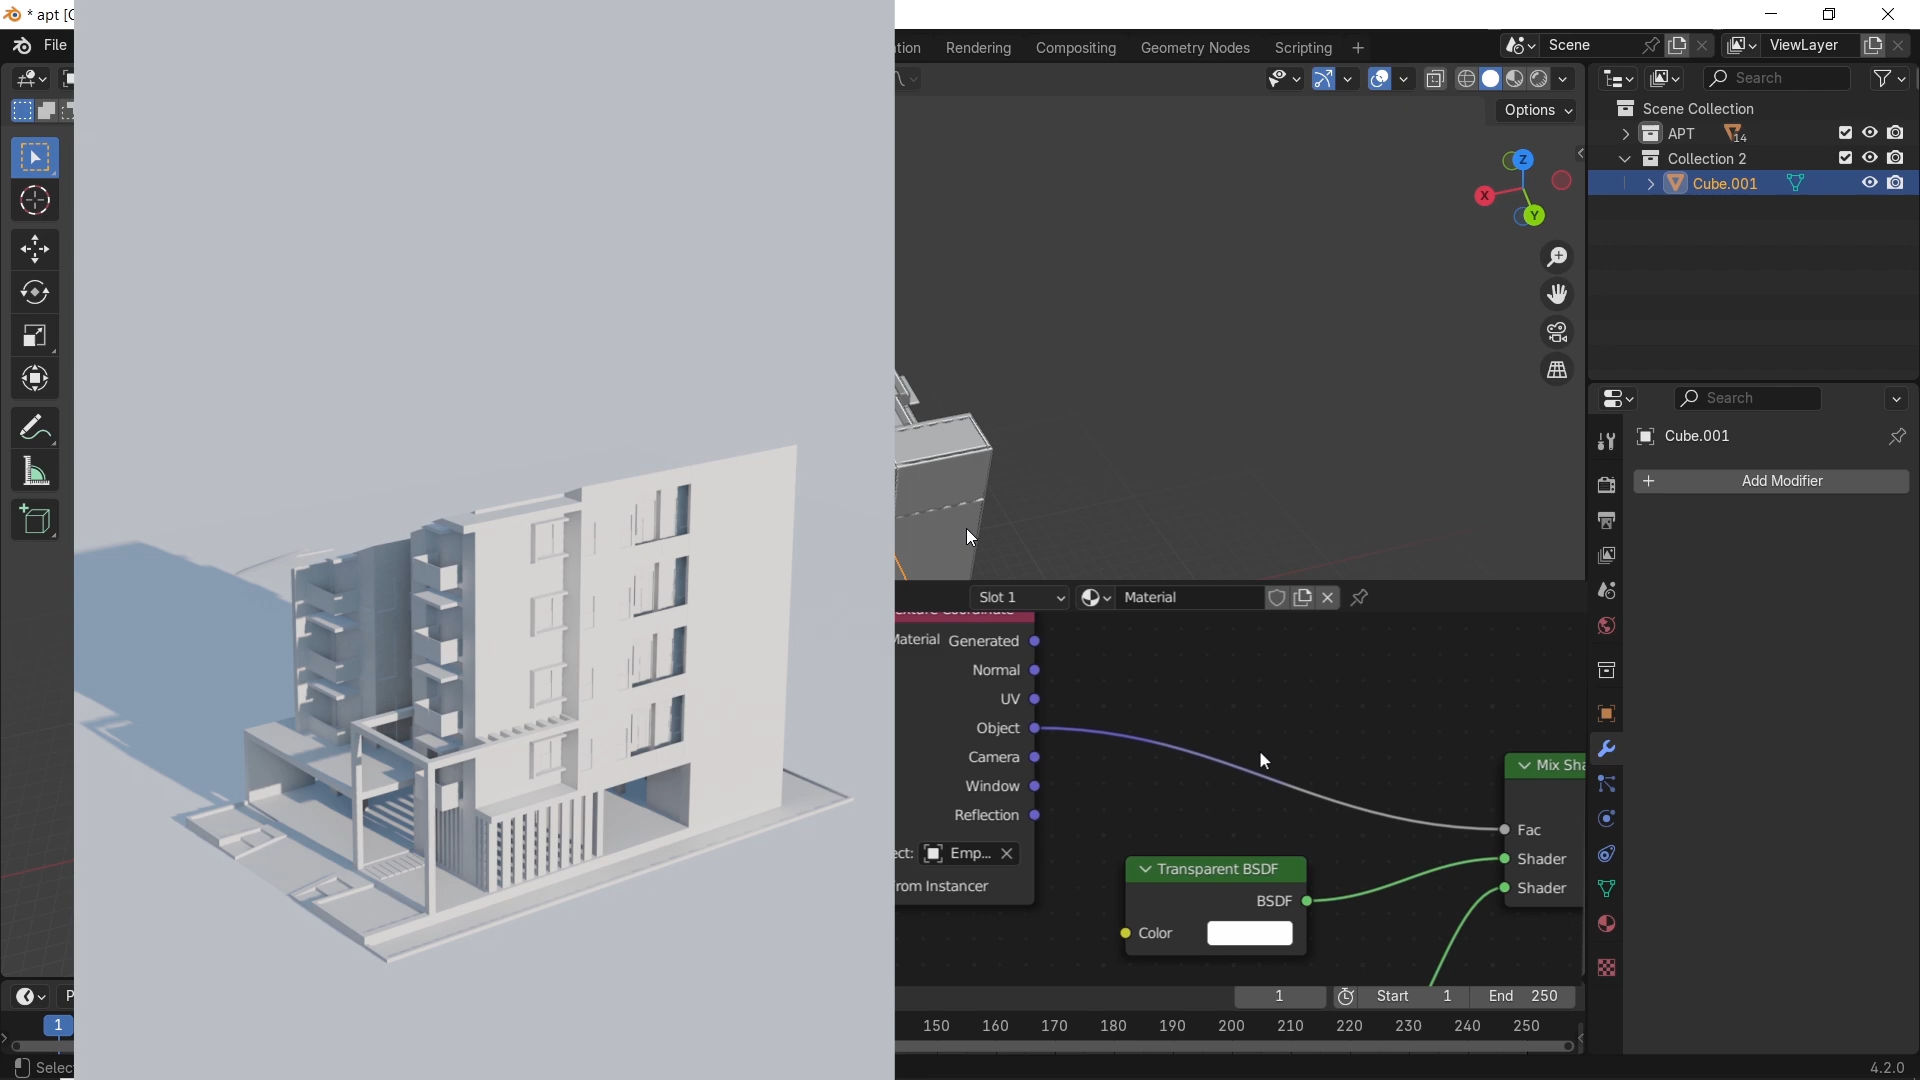 * apt [C
File
tion
Rendering
Compositing
Geometry Nodes
Scripting
Scene
ViewLayer
Search
Options
Scene Collection
APT
14
Collection 2
Cube.001
X
Y
Z
Search
Cube.001
Add Modifier
Slot 1
Material
Material
Generated
Normal
UV
Object
Camera
Window
Reflection
ect:
Emp...
rom Instancer
Transparent BSDF
BSDF
Color
Mix Sha
Fac
Shader
Shader
P
1
Start 1
End 250
1
150 160 170 180 190 200 210 220 230 240 250
Selec
4.2.0